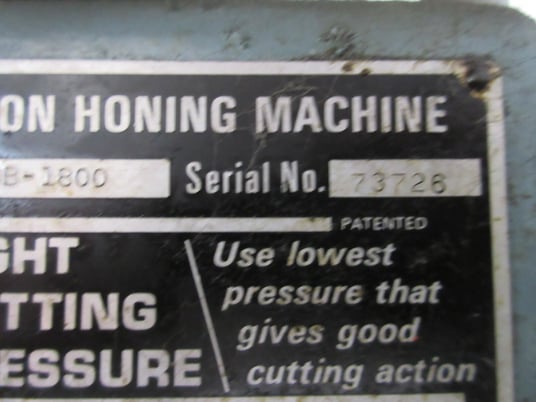 ON HONING MACHINE
B-1800 Serial No. 73726
PATENTED
GHT
TTING
ESSURE
Use lowest
pressure that
gives good
cutting action